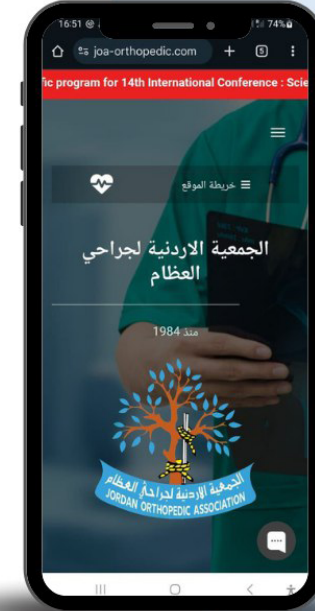 16:51
74%
joa-orthopedic.com
5
fic program for 14th International Conference : Scie
خريطة الموقع
الجمعية الاردنية لجراحي
العظام
منذ 1984
الجمعية الأردنية لجراحي العظام
JORDAN ORTHOPEDIC ASSOCIATION